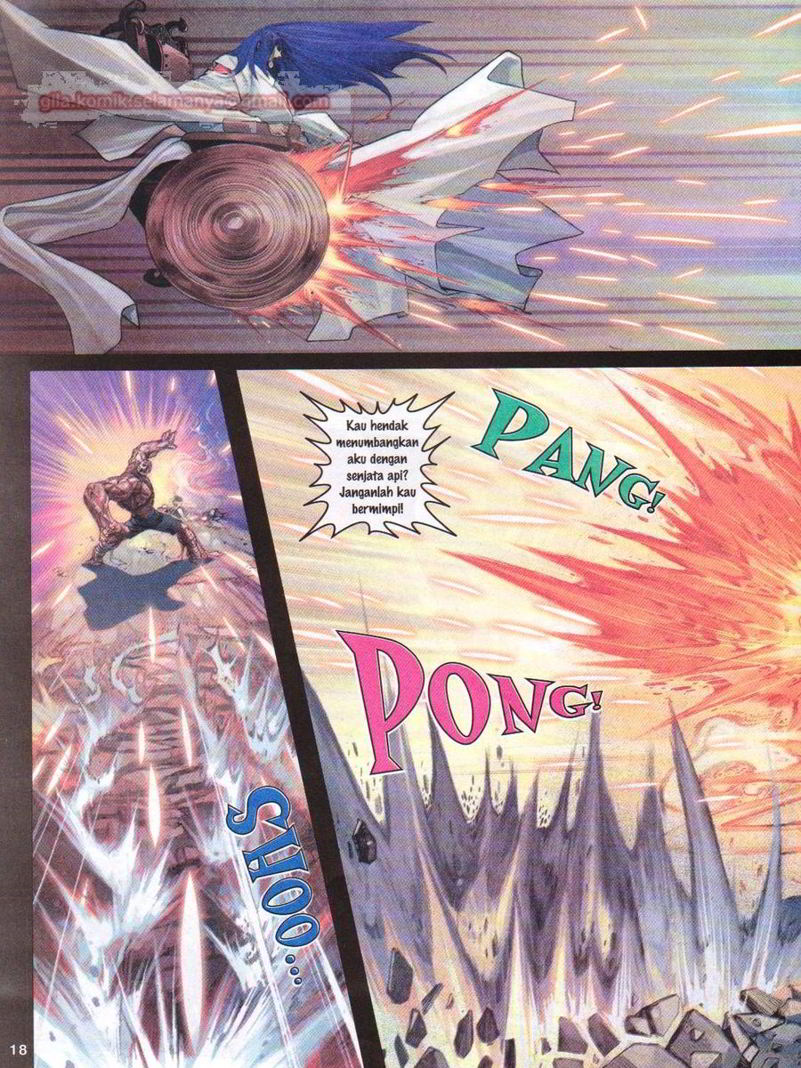 gila.komik.selamanya@gmail.com
Kau hendak
menumbangkan
aku dengan
senjata api?
Janganlah kau
bermimpi!
PANG!
PONG!
SHOO...
18